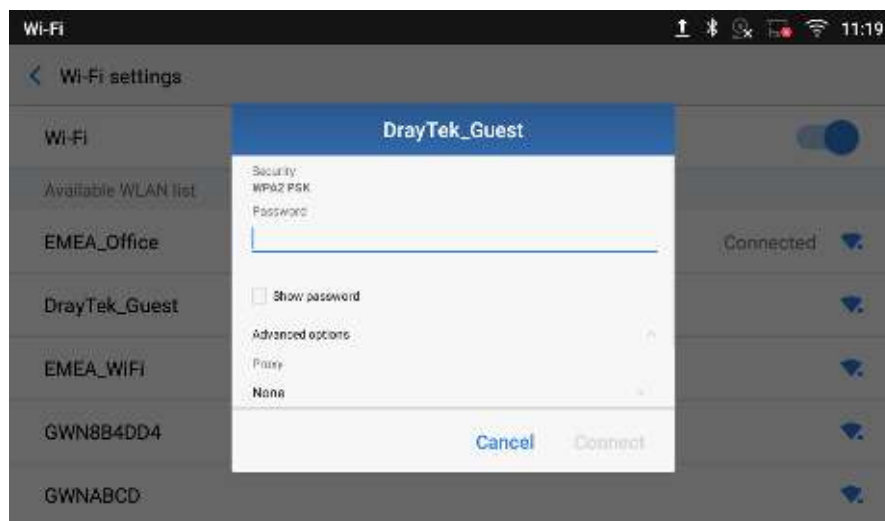 Wi-Fi 11:19
Wi-Fi settings
Wi-Fi
Available WLAN list
EMEA_Office Connected
DrayTek_Guest
EMEA_WiFi
GWN8B4DD4
GWNABCD
DrayTek_Guest
Security
WPA2 PSK
Password
Show password
Advanced options
Proxy
None
Cancel Connect